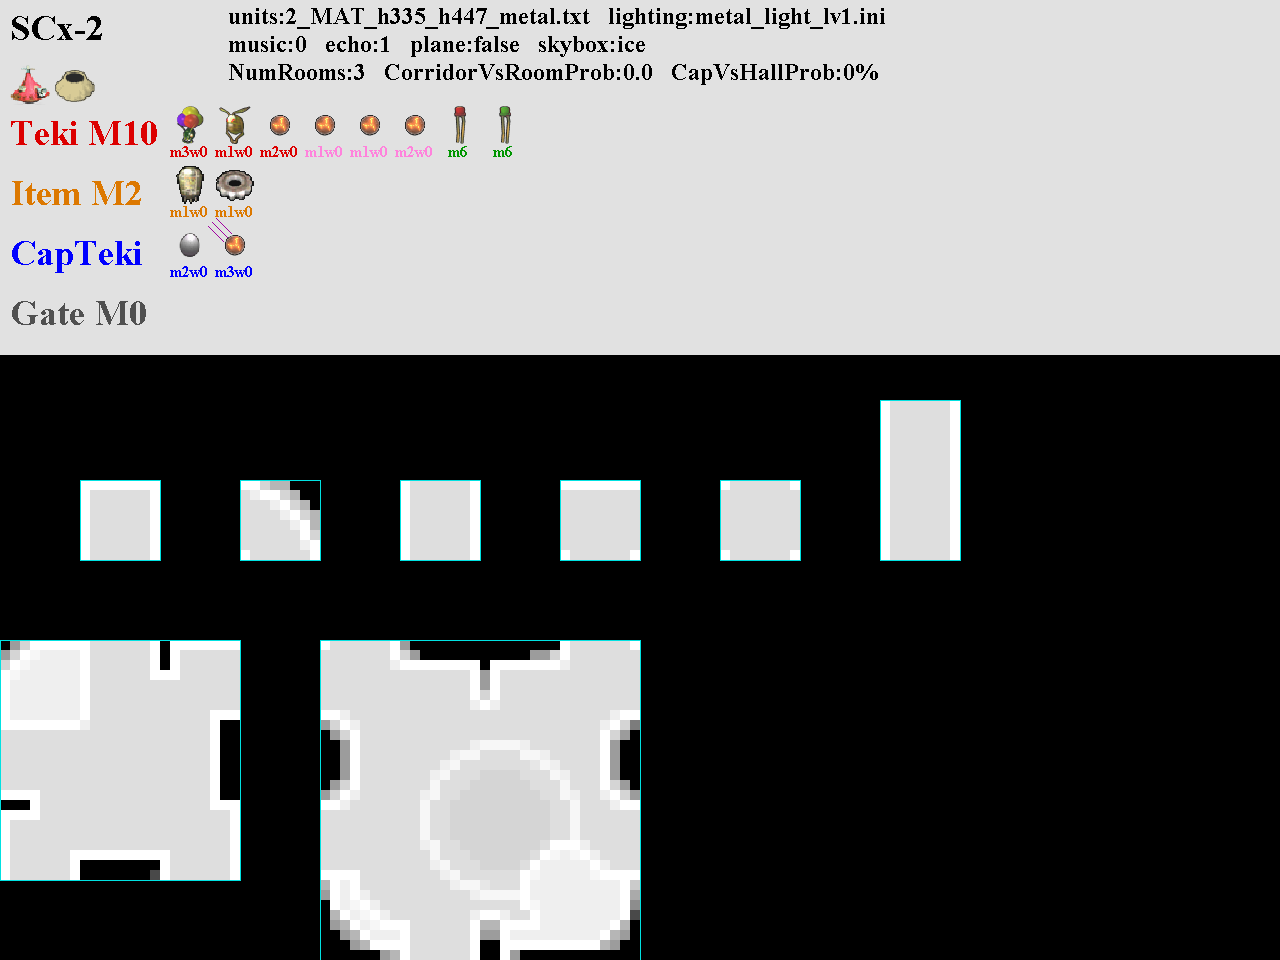 SCx-2
units:2_MAT_h335_h447_metal.txt lighting:metal_light_lv1.ini
music:0 echo:1 plane:false skybox:ice
NumRooms:3 CorridorVsRoomProb:0.0 CapVsHallProb:0%
Teki M10
m3w0 m1w0 m2w0 m1w0 m1w0 m2w0 m6 m6
Item M2
m1w0 m1w0
CapTeki
m2w0 m3w0
Gate M0